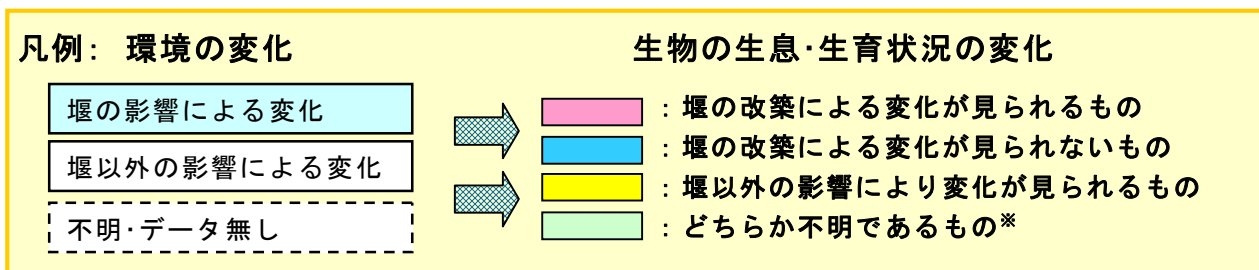 凡例: 環境の変化
堰の影響による変化
堰以外の影響による変化
不明･データ無し
生物の生息･生育状況の変化
：堰の改築による変化が見られるもの
：堰の改築による変化が見られないもの
：堰以外の影響により変化が見られるもの
：どちらか不明であるもの※